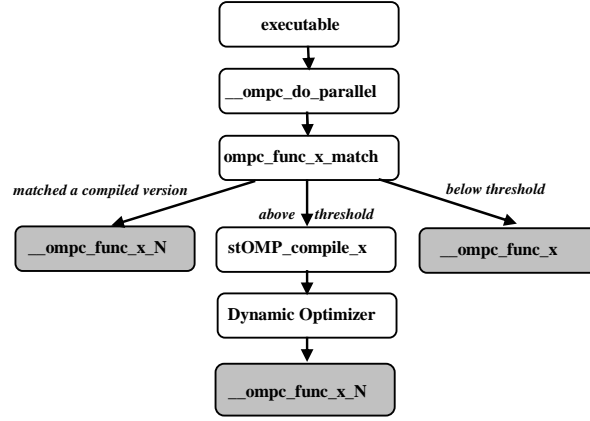 executable
__ompc_do_parallel
ompc_func_x_match
matched a compiled version
below threshold
above threshold
__ompc_func_x_N
stOMP_compile_x
__ompc_func_x
Dynamic Optimizer
__ompc_func_x_N